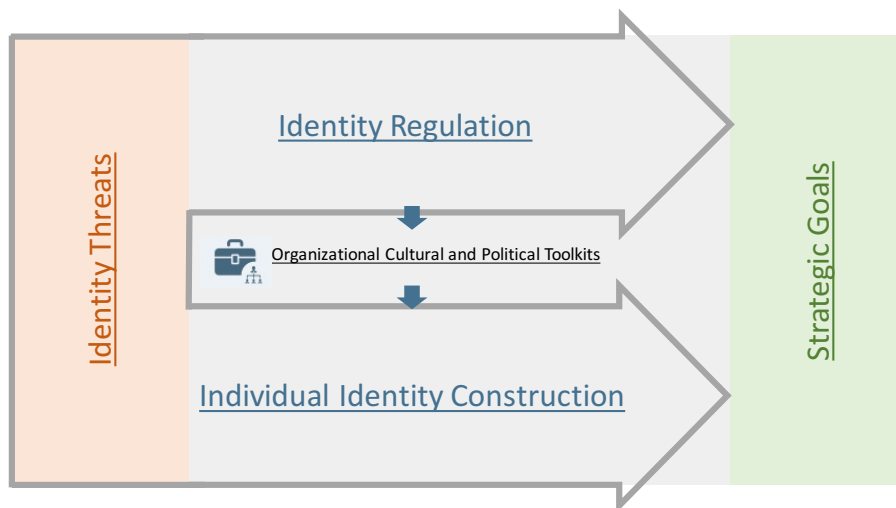 Identity Threats
Identity Regulation
Organizational Cultural and Political Toolkits
Individual Identity Construction
Strategic Goals